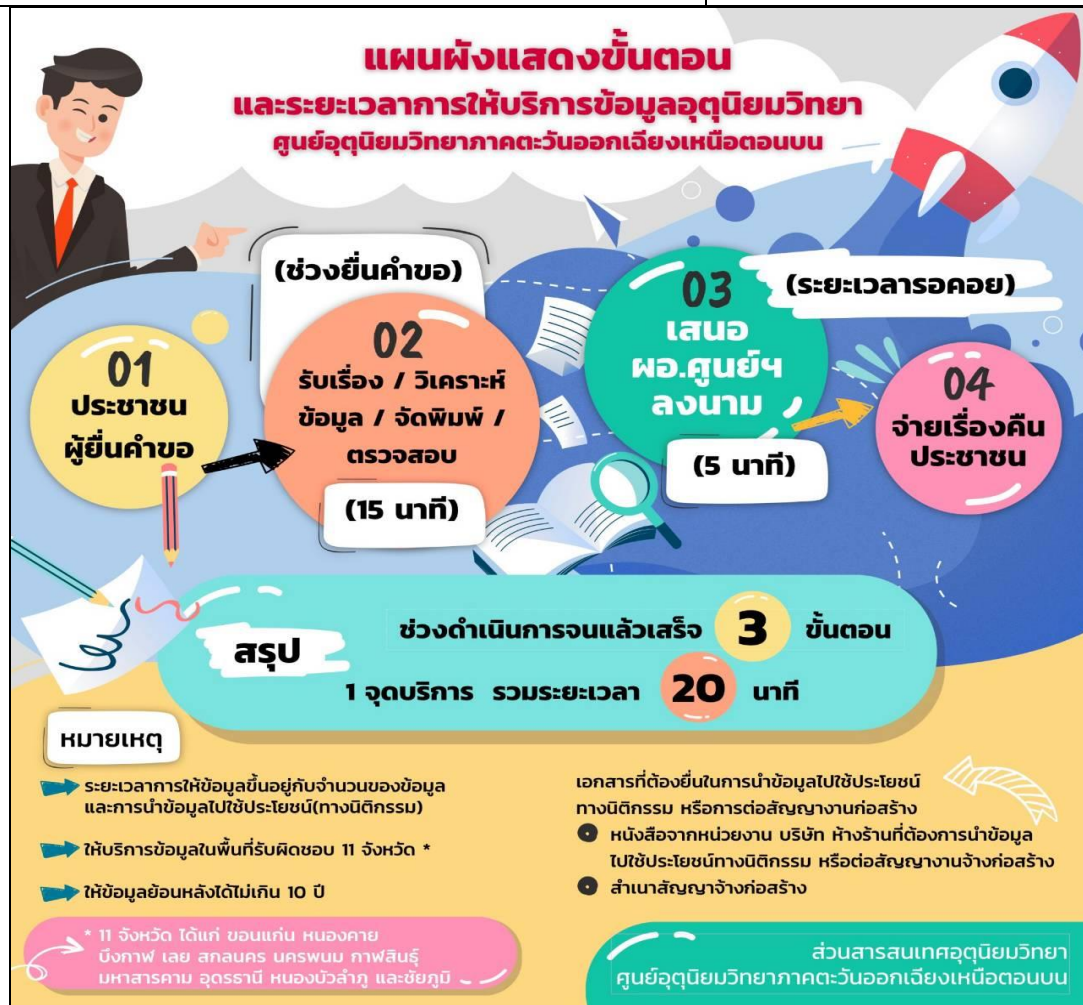 แผนผังแสดงขั้นตอน
และระยะเวลาการให้บริการข้อมูลอุตุนิยมวิทยา
ศูนย์อุตุนิยมวิทยาภาคตะวันออกเฉียงเหนือตอนบน
01
ประชาชน
ผู้ยื่นคำขอ
(ช่วงยื่นคำขอ)
02
รับเรื่อง / วิเคราะห์
ข้อมูล / จัดพิมพ์ /
ตรวจสอบ
(15 นาที)
03
เสนอ
ผอ.ศูนย์ฯ
ลงนาม
(5 นาที)
(ระยะเวลารอคอย)
04
จ่ายเรื่องคืน
ประชาชน
สรุป
ช่วงดำเนินการจนแล้วเสร็จ 3 ขั้นตอน
1 จุดบริการ รวมระยะเวลา 20 นาที
หมายเหตุ
ระยะเวลาการให้ข้อมูลขึ้นอยู่กับจำนวนของข้อมูล
และการนำข้อมูลไปใช้ประโยชน์(ทางนิติกรรม)
ให้บริการข้อมูลในพื้นที่รับผิดชอบ 11 จังหวัด *
ให้ข้อมูลย้อนหลังได้ไม่เกิน 10 ปี
* 11 จังหวัด ได้แก่ ขอนแก่น หนองคาย
บึงกาฬ เลย สกลนคร นครพนม กาฬสินธุ์
มหาสารคาม อุดรธานี หนองบัวลำภู และชัยภูมิ
เอกสารที่ต้องยื่นในการนำข้อมูลไปใช้ประโยชน์
ทางนิติกรรม หรือการต่อสัญญางานก่อสร้าง
หนังสือจากหน่วยงาน บริษัท ห้างร้านที่ต้องการนำข้อมูล
ไปใช้ประโยชน์ทางนิติกรรม หรือต่อสัญญางานจ้างก่อสร้าง
สำเนาสัญญาจ้างก่อสร้าง
ส่วนสารสนเทศอุตุนิยมวิทยา
ศูนย์อุตุนิยมวิทยาภาคตะวันออกเฉียงเหนือตอนบน